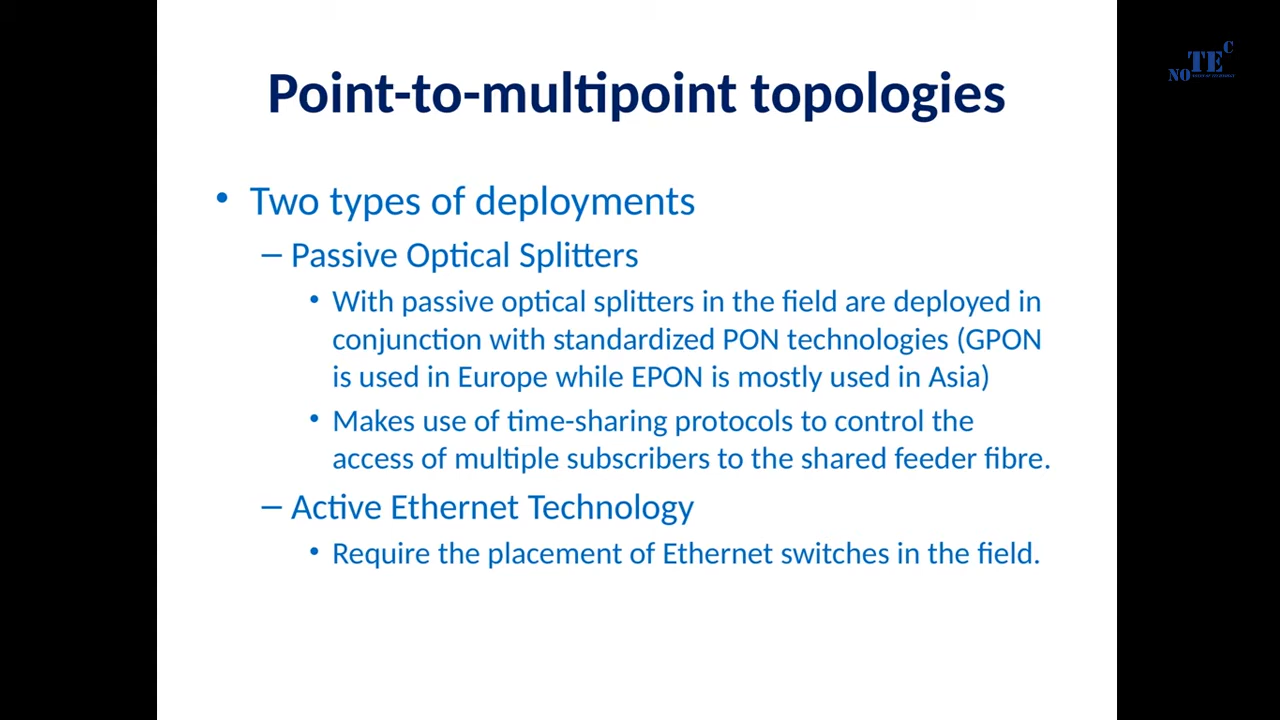 NO TE C
Point-to-multipoint topologies
• Two types of deployments
– Passive Optical Splitters
• With passive optical splitters in the field are deployed in
conjunction with standardized PON technologies (GPON
is used in Europe while EPON is mostly used in Asia)
• Makes use of time-sharing protocols to control the
access of multiple subscribers to the shared feeder fibre.
– Active Ethernet Technology
• Require the placement of Ethernet switches in the field.